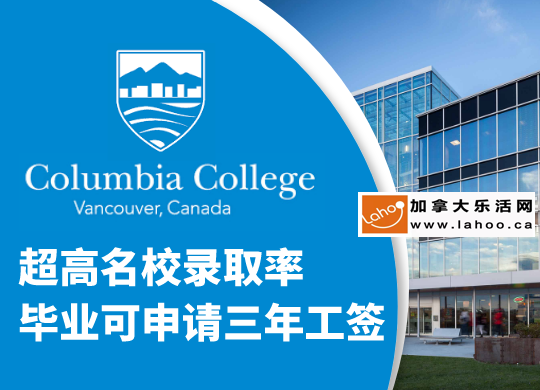 Columbia College
Vancouver, Canada
Lahoo
加拿大乐活网
www.lahoo.ca
超高名校录取率
毕业可申请三年工签